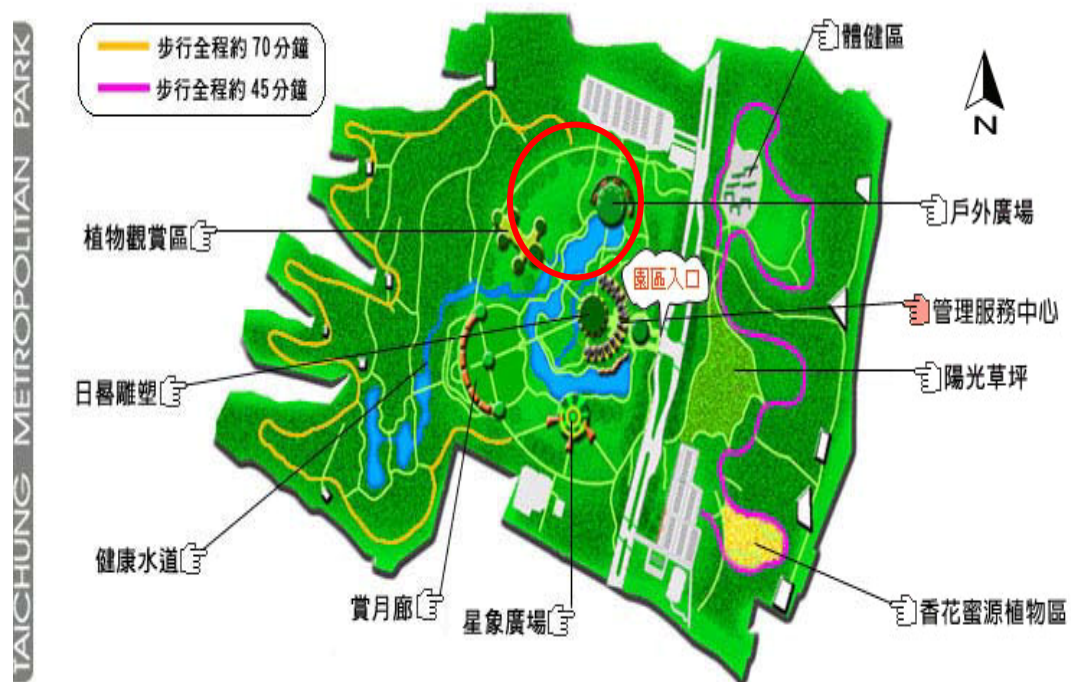 TAICHUNG METROPOLITAN PARK
步行全程約 70 分鐘
步行全程約 45 分鐘
體健區
N
戶外廣場
植物觀賞區
園區入口
管理服務中心
陽光草坪
日晷雕塑
健康水道
賞月廊
星象廣場
香花蜜源植物區